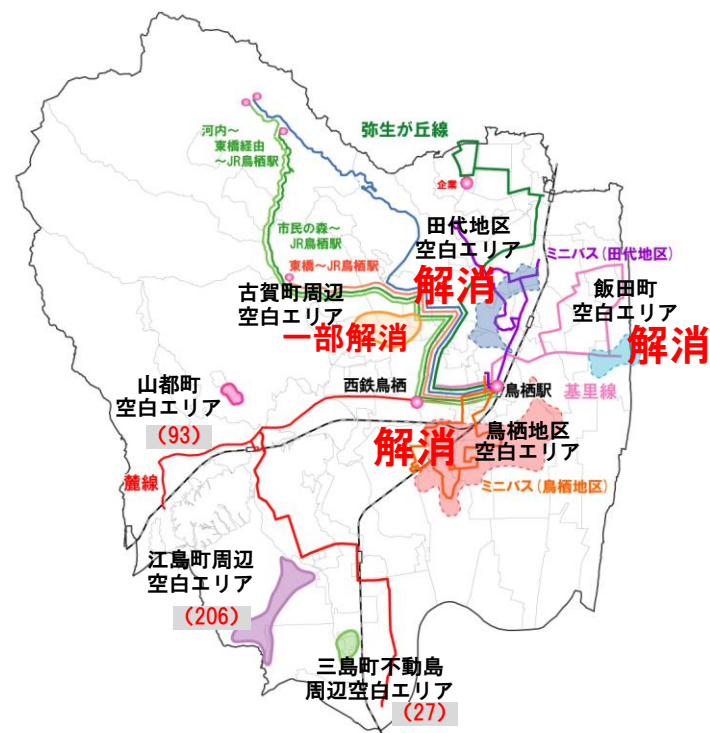 河内～
東橋経由
～JR鳥栖駅
弥生が丘線
企業
市民の森～
JR鳥栖駅
東橋～JR鳥栖駅
田代地区
空白エリア
解消
ミニバス(田代地区)
飯田町
空白エリア
解消
古賀町周辺
空白エリア
一部解消
山都町
空白エリア
(93)
西鉄鳥栖
鳥栖駅
基里線
解消
鳥栖地区
空白エリア
ミニバス(鳥栖地区)
麓線
江島町周辺
空白エリア
(206)
三島町不動島
周辺空白エリア
(27)